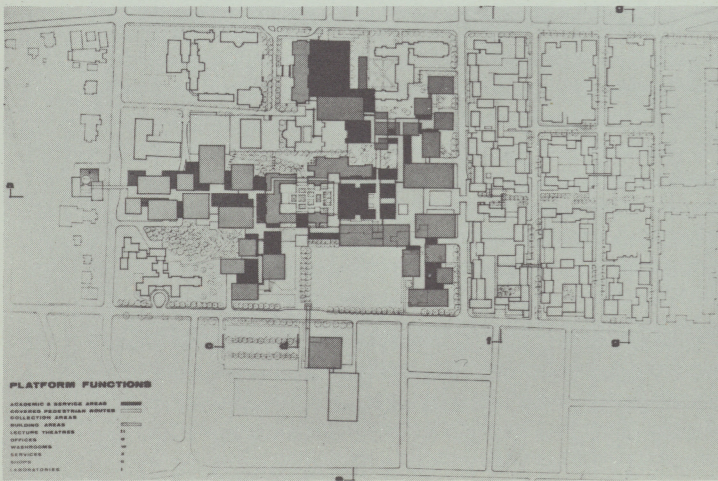 PLATFORM FUNCTIONS
ACADEMIC & SERVICE AREAS
COVERED PEDESTRIAN ROUTES
COLLECTION AREAS
BUILDING AREAS
LECTURE THEATRES
OFFICES
WASHROOMS
SERVICES
SHOPS
LABORATORIES